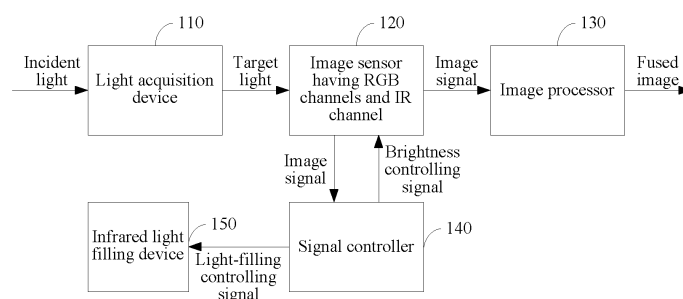 110
120
130
Incident
light
Light acquisition
device
Target
light
Image sensor
having RGB
channels and IR
channel
Image
signal
Image processor
Fused
image
Image
signal
Brightness
controlling
signal
Infrared light
filling device
150
Light-filling
controlling
signal
Signal controller
140